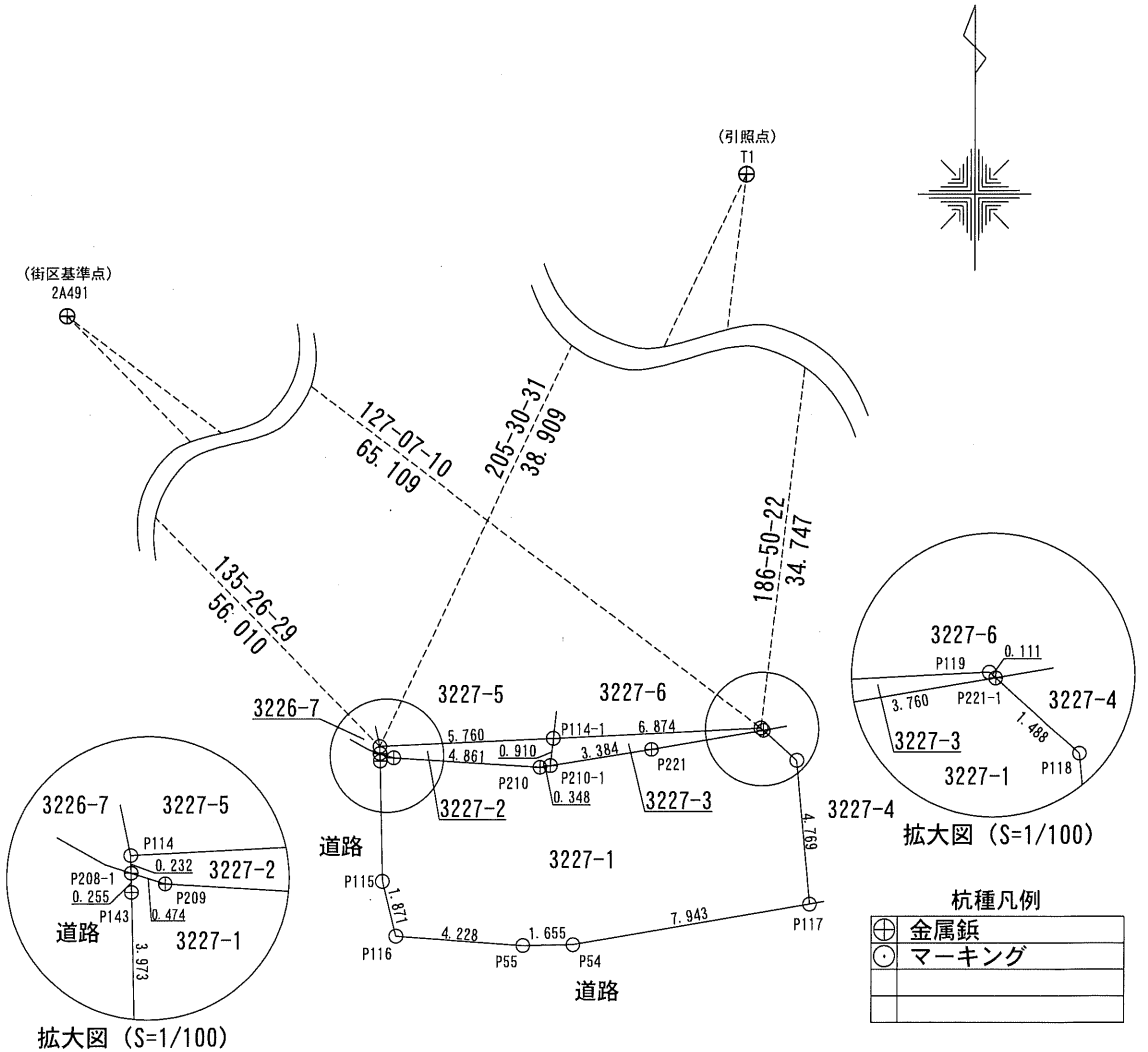 (引照点)
T1
(街区基準点)
2A491
205-30-31
38.909
127-07-10
65.109
186-50-22
34.747
135-26-29
56.010
3227-6
P119
0.111
P221-1
3227-4
3.760
1.488
3227-3
3227-1
P118
拡大図 (S=1/100)
3227-5
3227-6
3226-7
5.760
P114-1
6.874
4.861
0.910
3.384
P221
P210
P210-1
0.348
3227-2
3227-3
3227-4
4.769
道路
3227-1
P115
1.871
P116
4.228
P55
1.655
P54
7.943
P117
道路
3226-7
3227-5
P114
0.232
3227-2
P208-1
0.255
P209
P143
0.474
道路
3227-1
3.973
拡大図 (S=1/100)
杭種凡例
金属鋲
マーキング